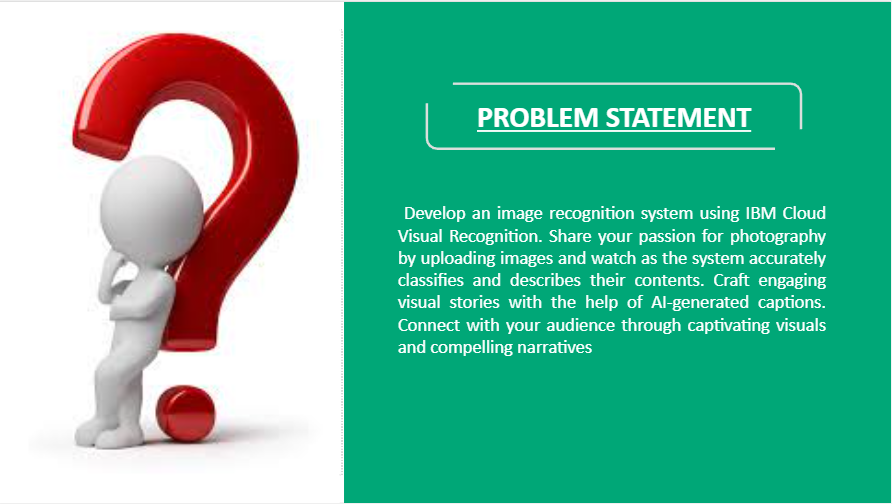 PROBLEM STATEMENT
Develop an image recognition system using IBM Cloud
Visual Recognition. Share your passion for photography
by uploading images and watch as the system accurately
classifies and describes their contents. Craft engaging
visual stories with the help of AI-generated captions.
Connect with your audience through captivating visuals
and compelling narratives